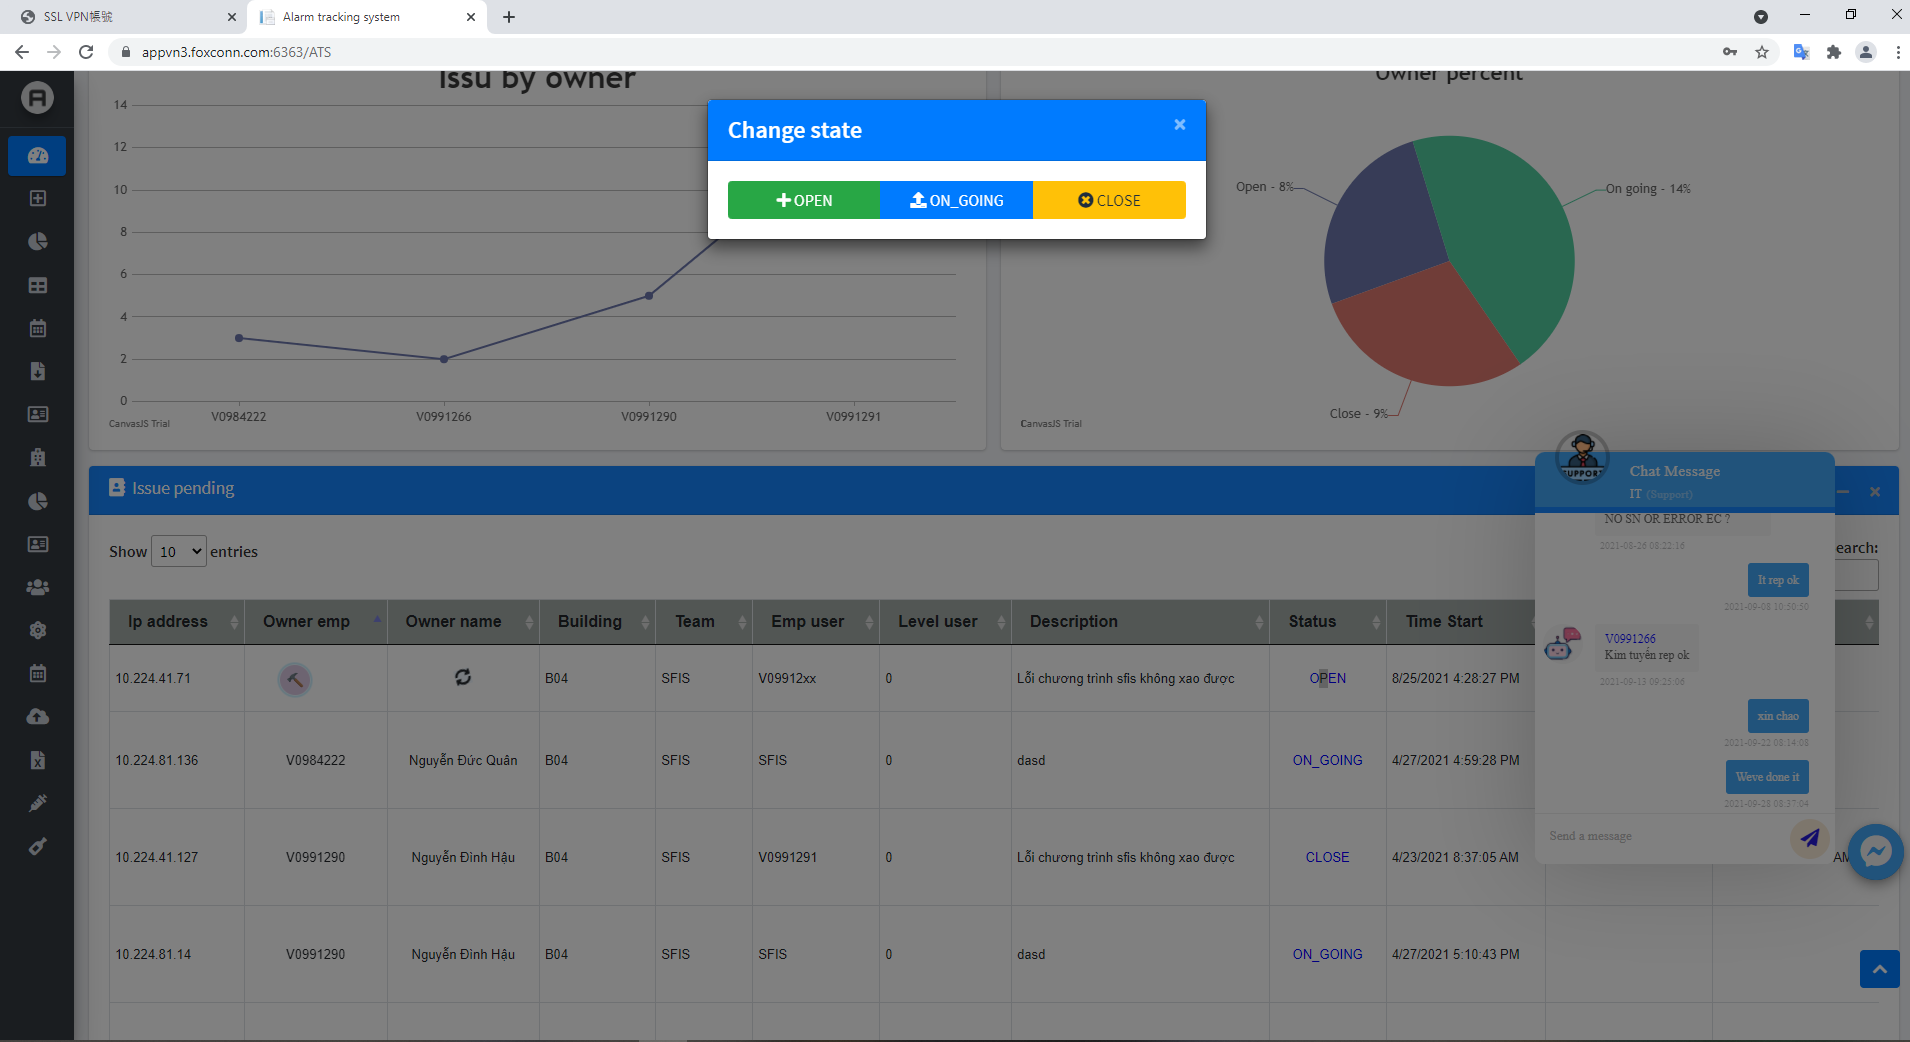 SSL VPN帳號
Alarm tracking system
appvn3.foxconn.com:6363/ATS
Issu by owner
14
12
10
8
6
4
2
0
V0984222
V0991266
V0991290
V0991291
CanvasJS Trial
Change state
OPEN
ON_GOING
CLOSE
Owner percent
Open - 8%
On going - 14%
Close - 9%
CanvasJS Trial
Issue pending
Show 10 entries
earch:
Ip address Owner emp Owner name Building Team Emp user Level user Description Status Time Start
10.224.41.71 B04 SFIS V09912xx 0 Lỗi chương trình sfis không xao được OPEN 8/25/2021 4:28:27 PM
10.224.81.136 V0984222 Nguyễn Đức Quân B04 SFIS SFIS 0 dasd ON_GOING 4/27/2021 4:59:28 PM
10.224.41.127 V0991290 Nguyễn Đình Hậu B04 SFIS V0991291 0 Lỗi chương trình sfis không xao được CLOSE 4/23/2021 8:37:05 AM AM
10.224.81.14 V0991290 Nguyễn Đình Hậu B04 SFIS SFIS 0 dasd ON_GOING 4/27/2021 5:10:43 PM
SUPPORT
Chat Message
IT (Support)
NO SN OR ERROR EC ?
2021-08-26 08:22:16
It rep ok
2021-09-08 10:50:50
V0991266
Kim tuyến rep ok
2021-09-13 09:25:06
xin chao
2021-09-22 08:14:08
Weve done it
2021-09-28 08:37:04
Send a message